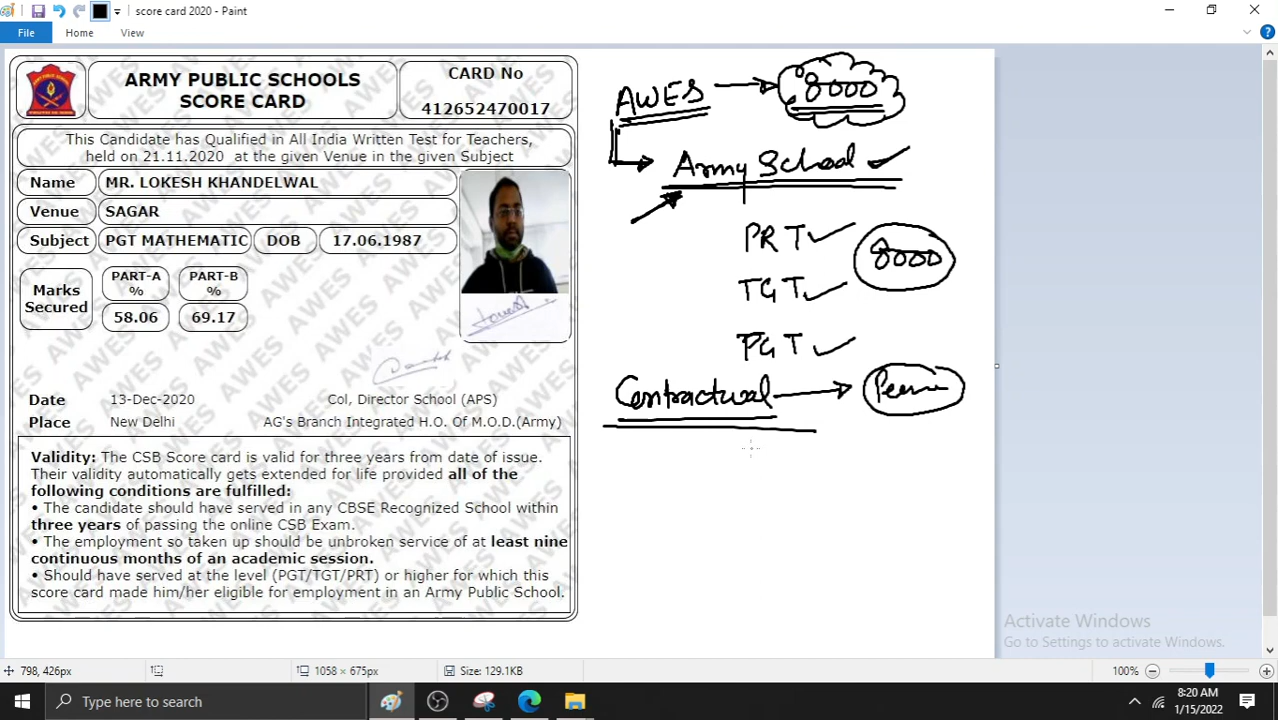 score card 2020 - Paint
File Home View
ARMY PUBLIC SCHOOLS
SCORE CARD
CARD No
412652470017
This Candidate has Qualified in All India Written Test for Teachers,
held on 21.11.2020 at the given Venue in the given Subject
Name MR. LOKESH KHANDELWAL
Venue SAGAR
Subject PGT MATHEMATIC DOB 17.06.1987
Marks Secured
PART-A % PART-B %
58.06 69.17
Date 13-Dec-2020 Col, Director School (APS)
Place New Delhi AG's Branch Integrated H.O. Of M.O.D.(Army)
Validity: The CSB Score card is valid for three years from date of issue.
Their validity automatically gets extended for life provided all of the
following conditions are fulfilled:
• The candidate should have served in any CBSE Recognized School within
three years of passing the online CSB Exam.
• The employment so taken up should be unbroken service of at least nine
continuous months of an academic session.
• Should have served at the level (PGT/TGT/PRT) or higher for which this
score card made him/her eligible for employment in an Army Public School.
AWES 8000
Army School
PRT
8000
TGT
PGT
Contractual
Activate Windows
Go to Settings to activate Windows.
798, 426px 1058 × 675px Size: 129.1KB 100%
Type here to search
8:20 AM
1/15/2022